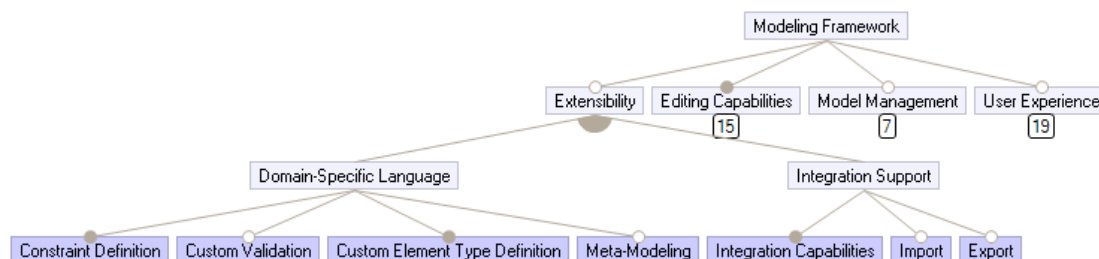 Modeling Framework
Extensibility
Editing Capabilities
Model Management
User Experience
15
7
19
Domain-Specific Language
Integration Support
Constraint Definition
Custom Validation
Custom Element Type Definition
Meta-Modeling
Integration Capabilities
Import
Export